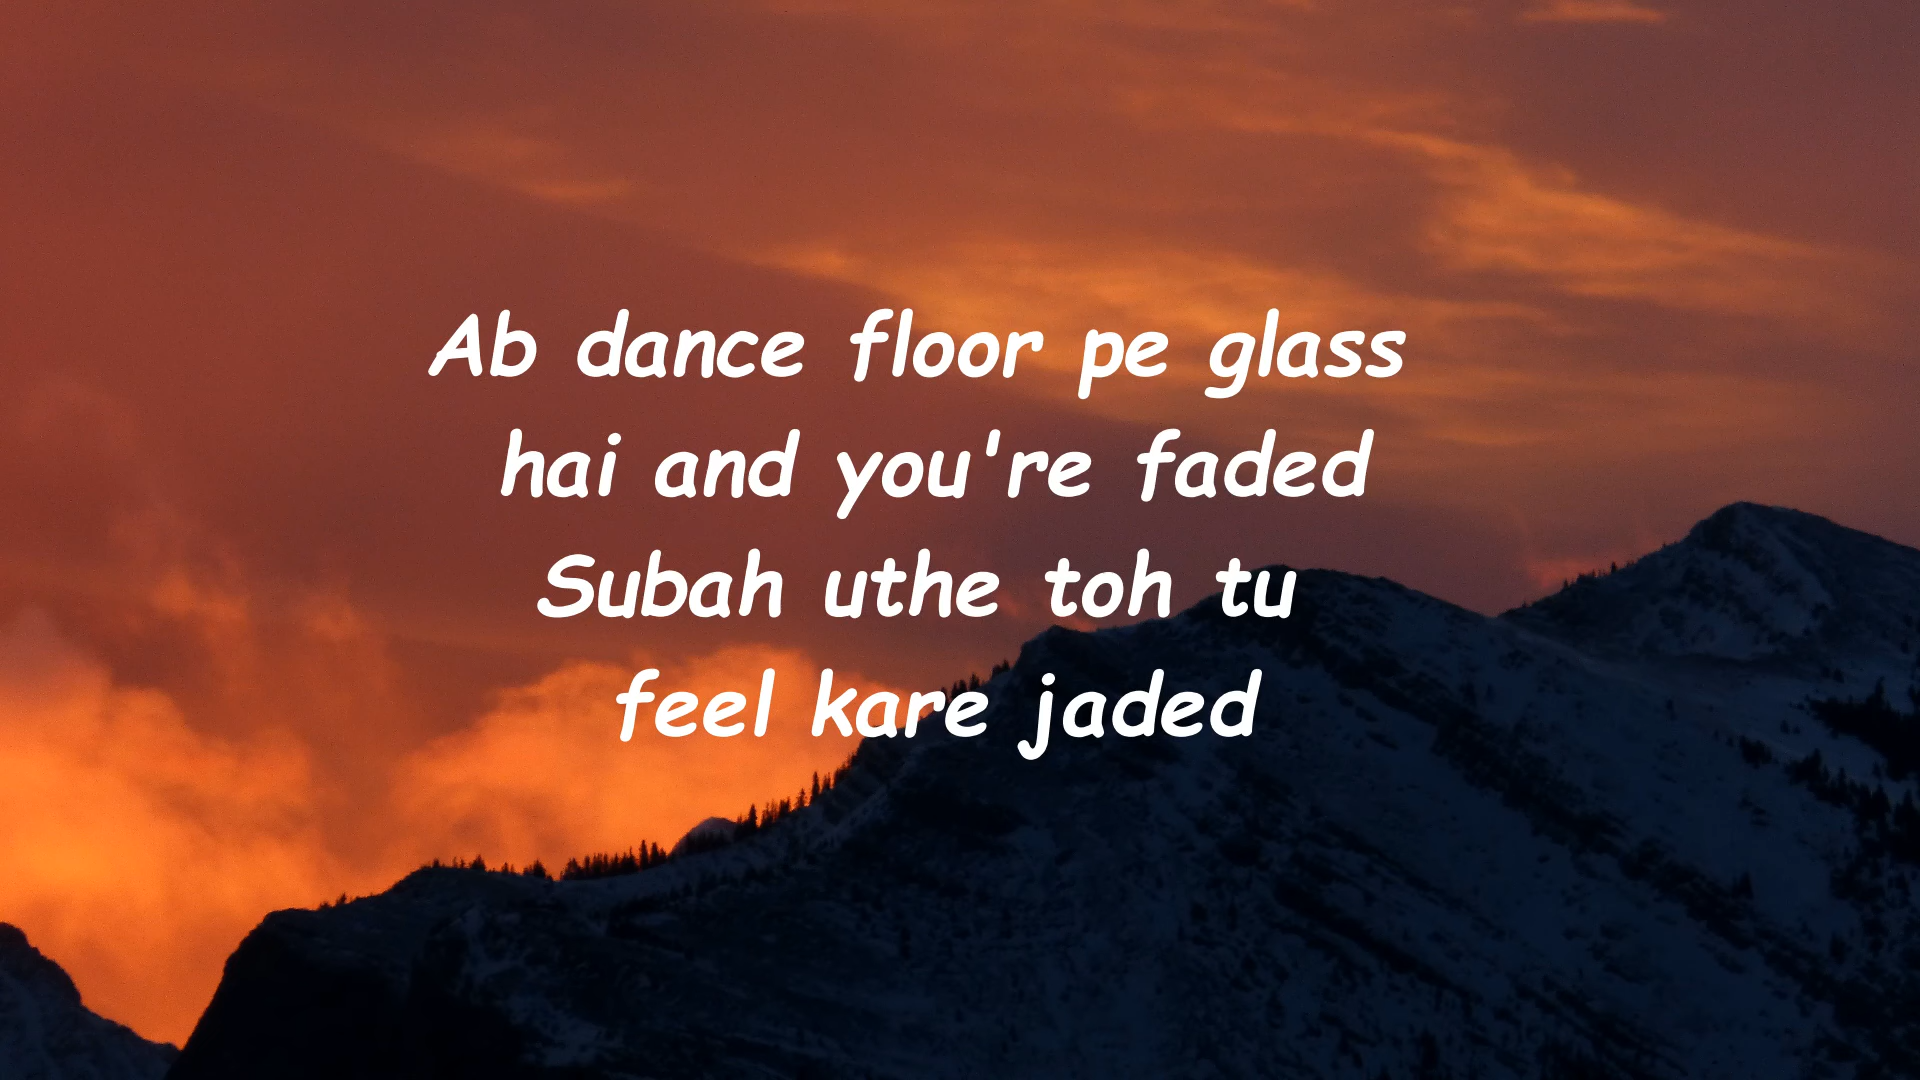 Ab dance floor pe glass
hai and you're faded
Subah uthe toh tu
feel kare jaded